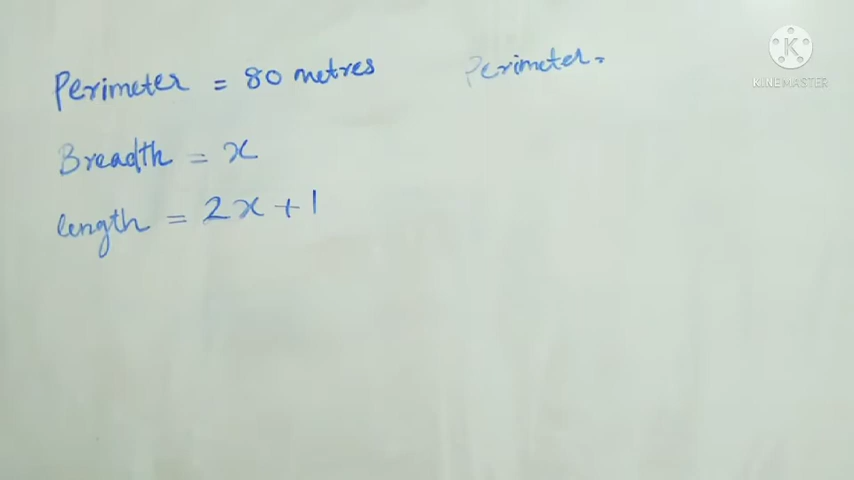 Perimeter = 80 metres
Breadth = x
length = 2x + 1
Perimeter =
KINEMASTER